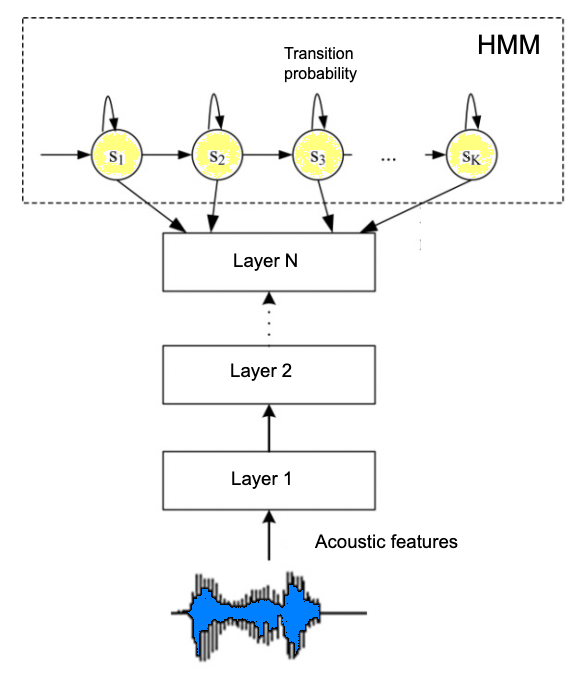 HMM
Transition
probability
s1 s2 s3 ... sK
Layer N
Layer 2
Layer 1
Acoustic features